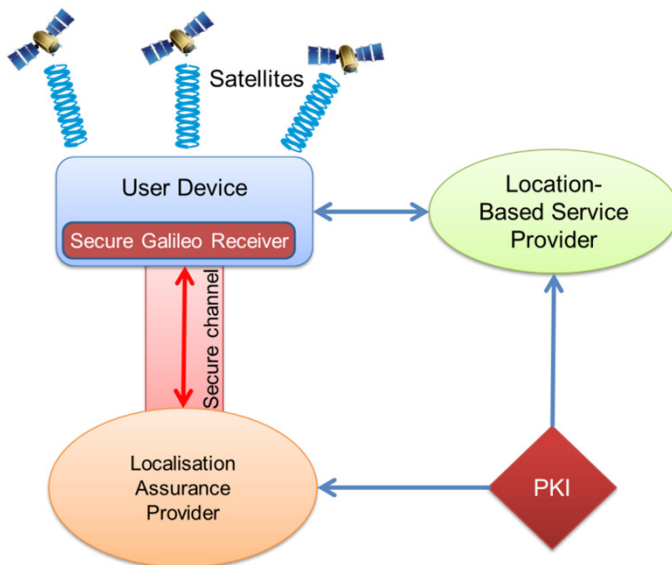 Satellites
User Device
Secure Galileo Receiver
Location-
Based Service
Provider
Secure channel
Localisation
Assurance
Provider
PKI